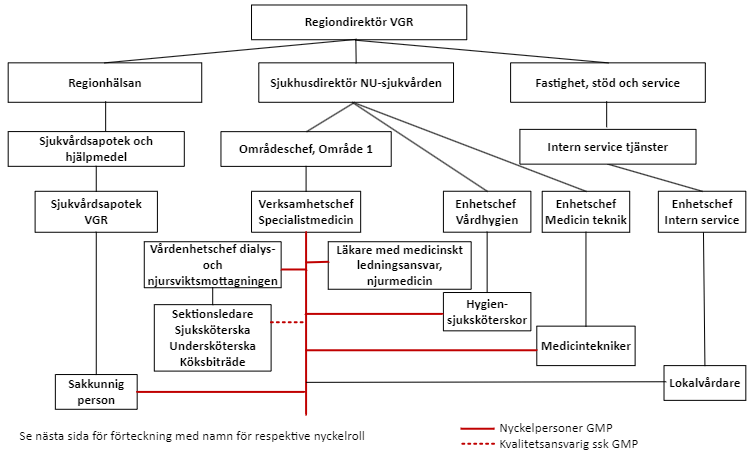 Regiondirektör VGR
Regionhälsan
Sjukhusdirektör NU-sjukvården
Fastighet, stöd och service
Sjukvårdsapotek och
hjälpmedel
Områdeschef, Område 1
Intern service tjänster
Sjukvårdsapotek
VGR
Verksamhetschef
Specialistmedicin
Enhetschef
Vårdhygien
Enhetschef
Medicin teknik
Enhetschef
Intern service
Vårdenhetschef dialys-
och
njursviktsmottagningen
Läkare med medicinskt
ledningsansvar,
njurmedicin
Sektionsledare
Sjuksköterska
Undersköterska
Köksbiträde
Hygien-
sjuksköterskor
Medicintekniker
Sakkunnig
person
Lokalvårdare
Se nästa sida för förteckning med namn för respektive nyckelroll
Nyckelpersoner GMP
Kvalitetsansvarig ssk GMP